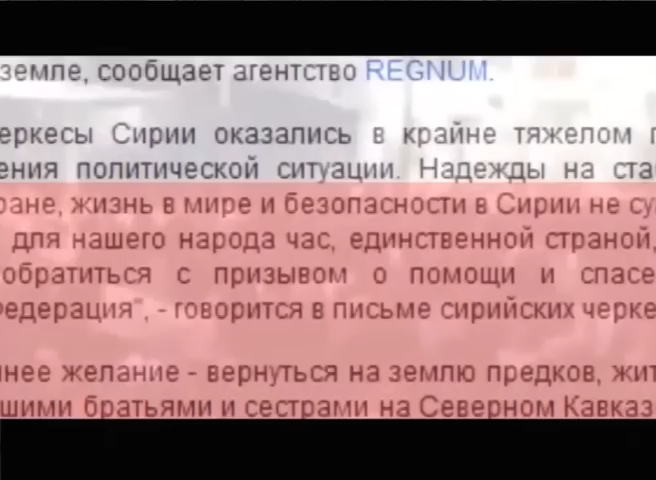 земле, сообщает агентство REGNUM.
еркесы Сирии оказались в крайне тяжелом п
ения политической ситуации. Надежды на ста
ране, жизнь в мире и безопасности в Сирии не су
для нашего народа час, единственной страной,
обратиться с призывом о помощи и спасе
Федерация", - говорится в письме сирийских черке
нее желание - вернуться на землю предков, жит
шими братьями и сестрами на Северном Кавказ